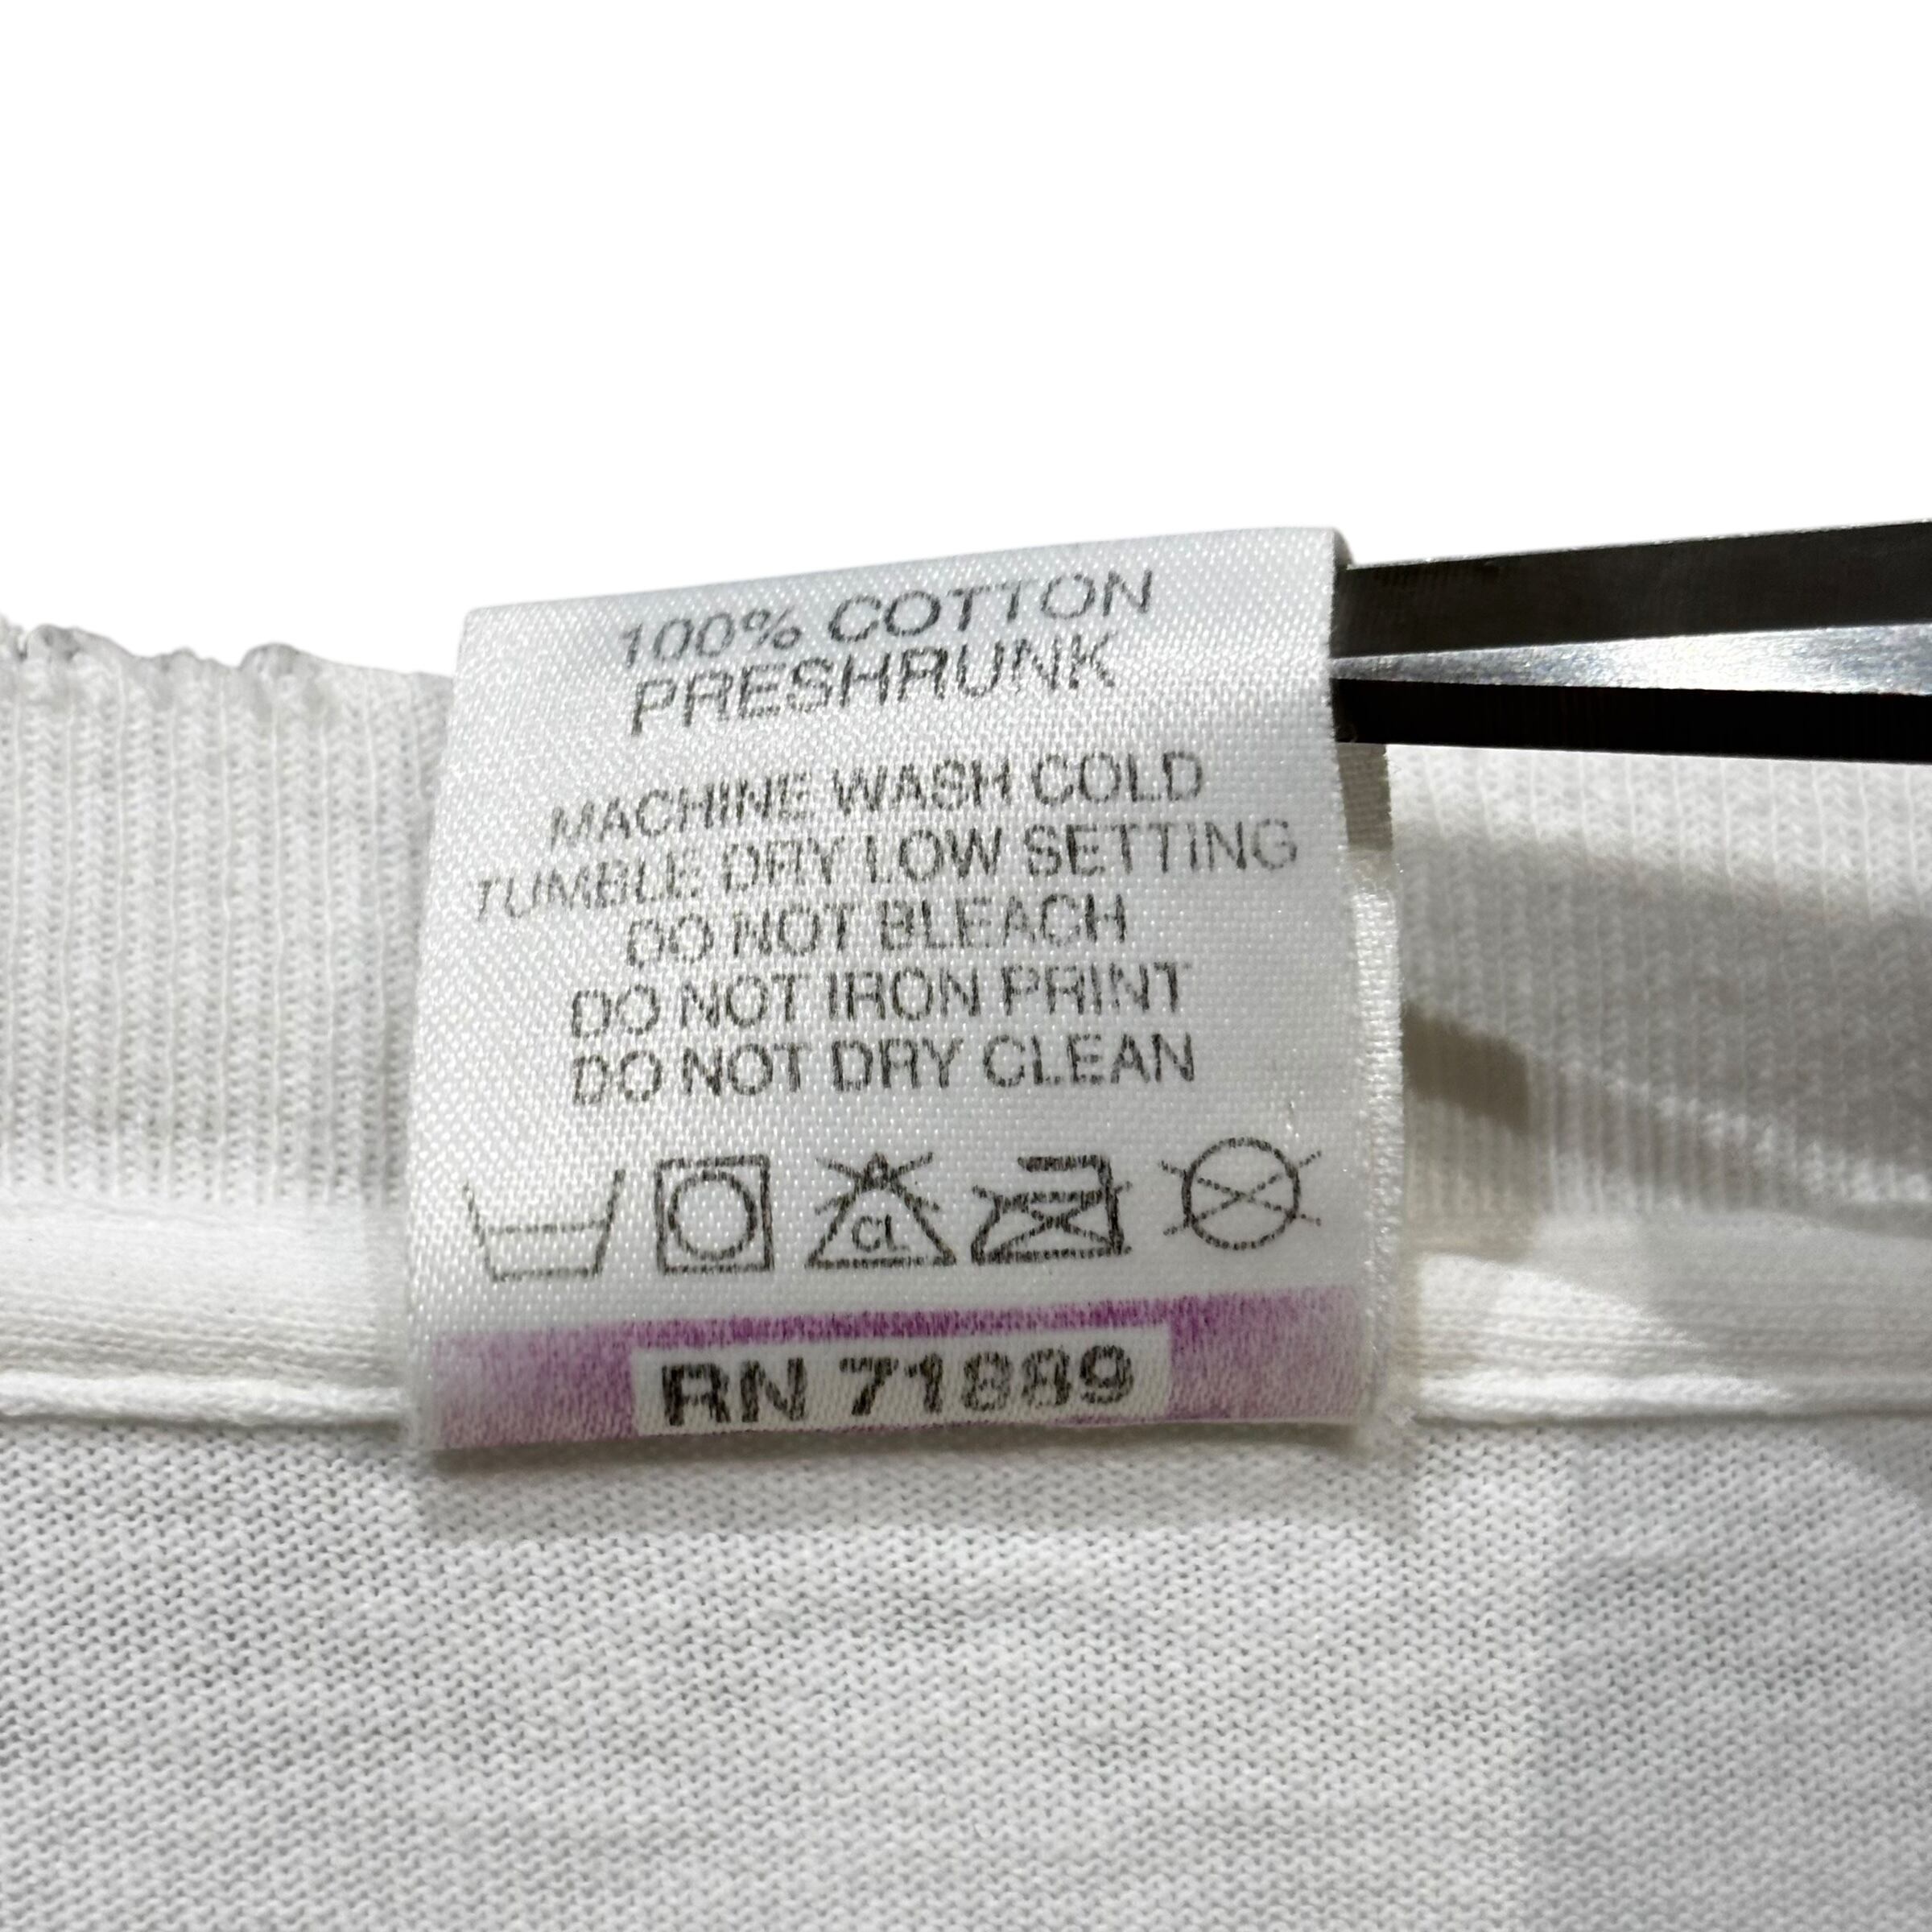 100% COTTON
PRESHRUNK
MACHINE WASH COLD
TUMBLE DRY LOW SETTING
DO NOT BLEACH
DO NOT IRON PRINT
DO NOT DRY CLEAN
CL
RN 71889